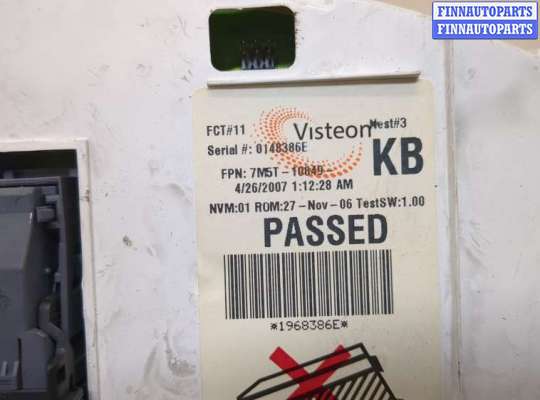 FINNAUTOPARTS
FINNAUTOPARTS
FCT#11 Visteon Nest#3
Serial #: 0148386E
KB
FPN: 7M5T-10849-
4/26/2007 1:12:28 AM
NVM:01 ROM:27-Nov-06 TestSW:1.00
PASSED
*1968386E*